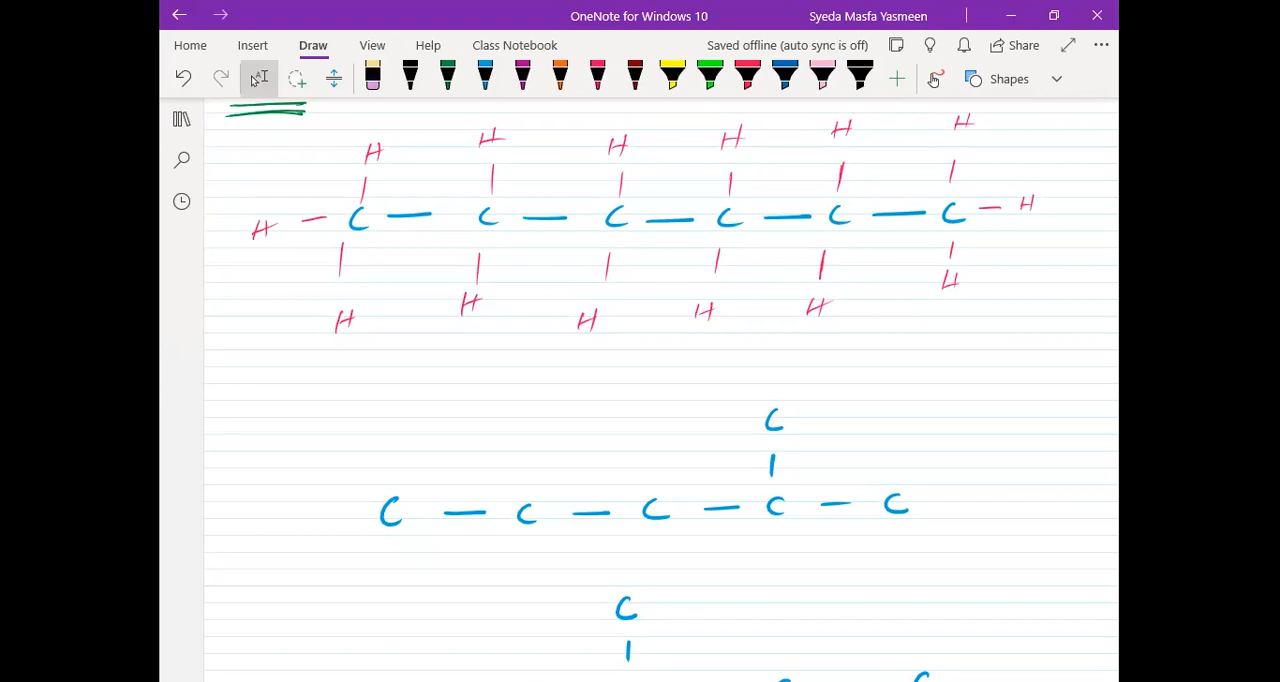 OneNote for Windows 10 Syeda Masfa Yasmeen
Home Insert Draw View Help Class Notebook Saved offline (auto sync is off) Share
Shapes
H H H H H H
H – C — C — C — C — C — C – H
H H H H H H
C
C — C — C — C — C
C
C C